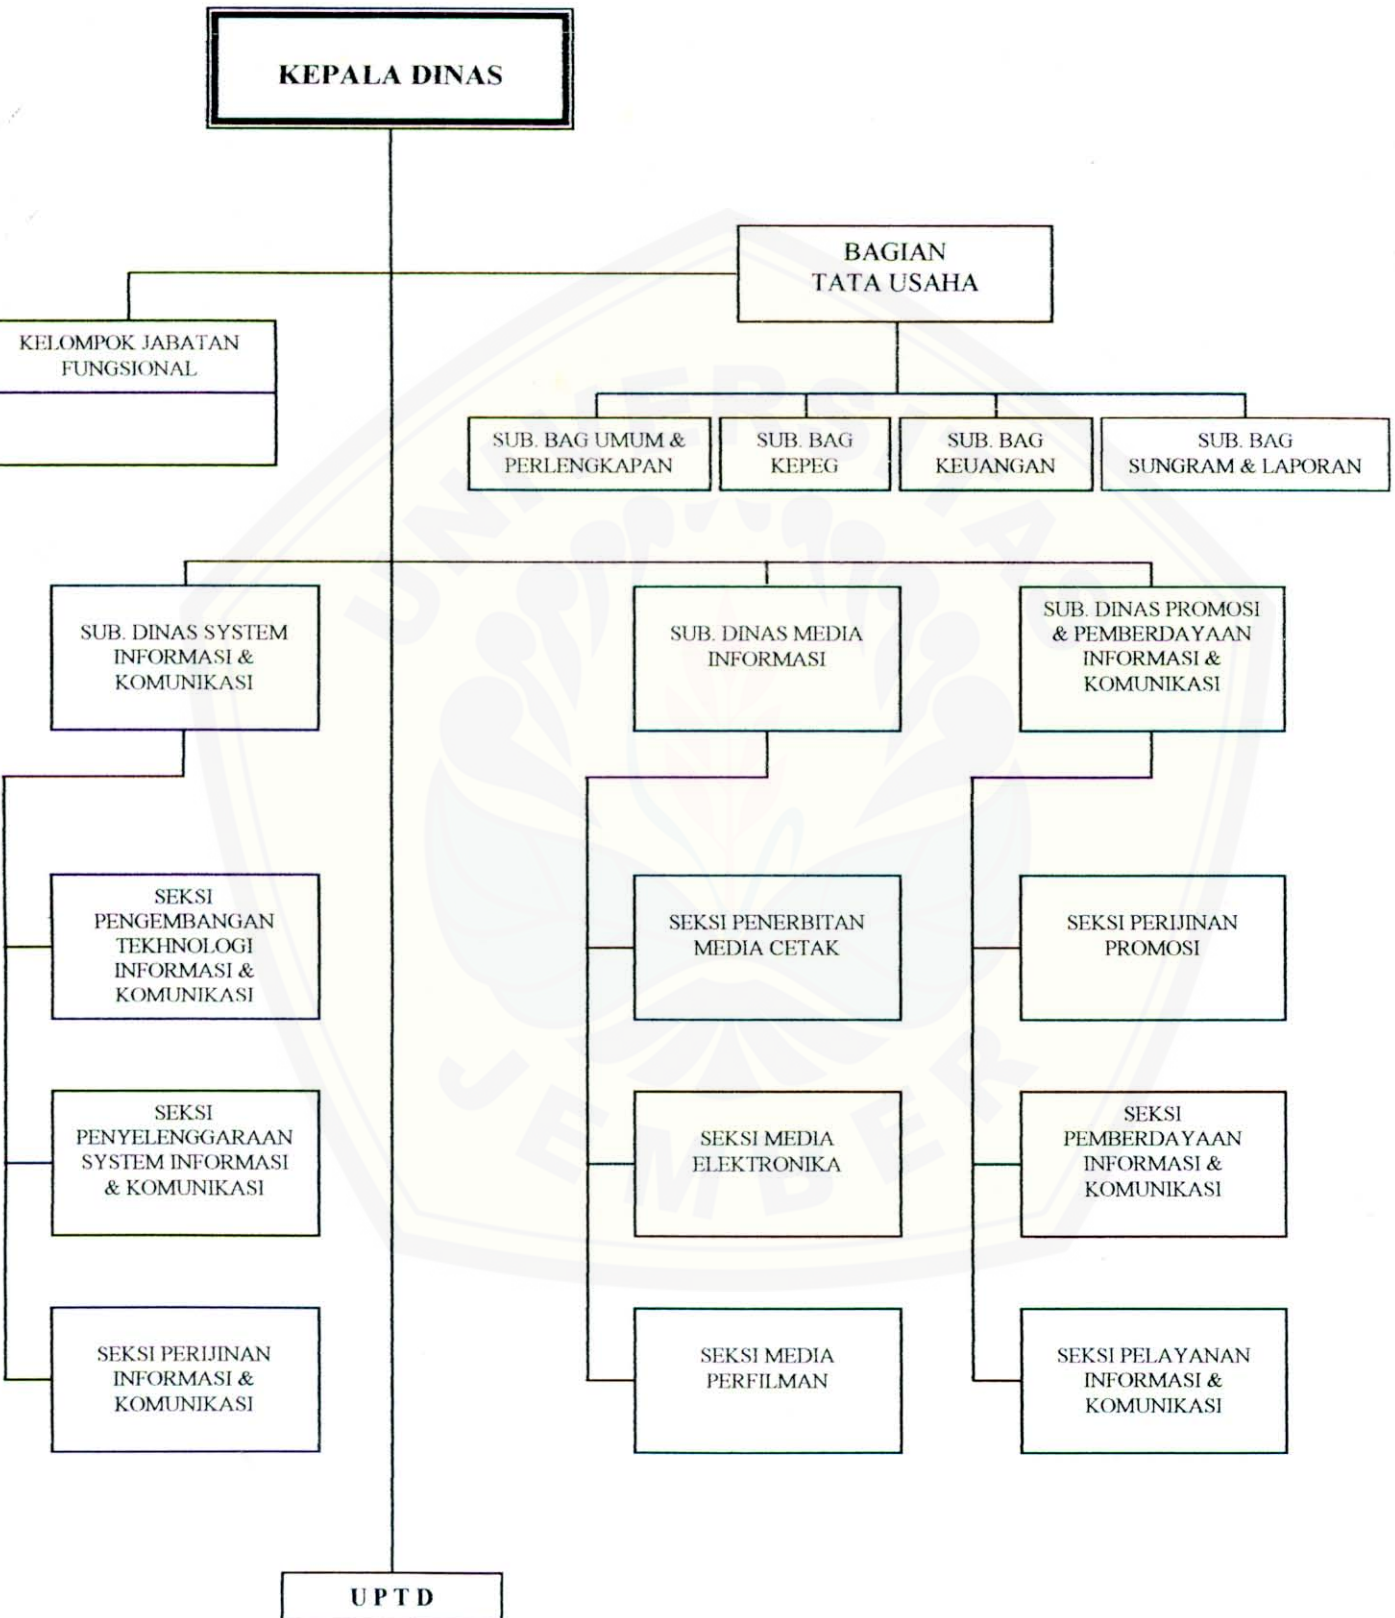 KEPALA DINAS
BAGIAN
TATA USAHA
KELOMPOK JABATAN
FUNGSIONAL
SUB. BAG UMUM &
PERLENGKAPAN
SUB. BAG
KEPEG
SUB. BAG
KEUANGAN
SUB. BAG
SUNGRAM & LAPORAN
SUB. DINAS SYSTEM
INFORMASI &
KOMUNIKASI
SUB. DINAS MEDIA
INFORMASI
SUB. DINAS PROMOSI
& PEMBERDAYAAN
INFORMASI &
KOMUNIKASI
SEKSI
PENGEMBANGAN
TEKHNOLOGI
INFORMASI &
KOMUNIKASI
SEKSI PENERBITAN
MEDIA CETAK
SEKSI PERIJINAN
PROMOSI
SEKSI
PENYELENGGARAAN
SYSTEM INFORMASI
& KOMUNIKASI
SEKSI MEDIA
ELEKTRONIKA
SEKSI
PEMBERDAYAAN
INFORMASI &
KOMUNIKASI
SEKSI PERIJINAN
INFORMASI &
KOMUNIKASI
SEKSI MEDIA
PERFILMAN
SEKSI PELAYANAN
INFORMASI &
KOMUNIKASI
U P T D
UNIVERSITAS
JEMBER